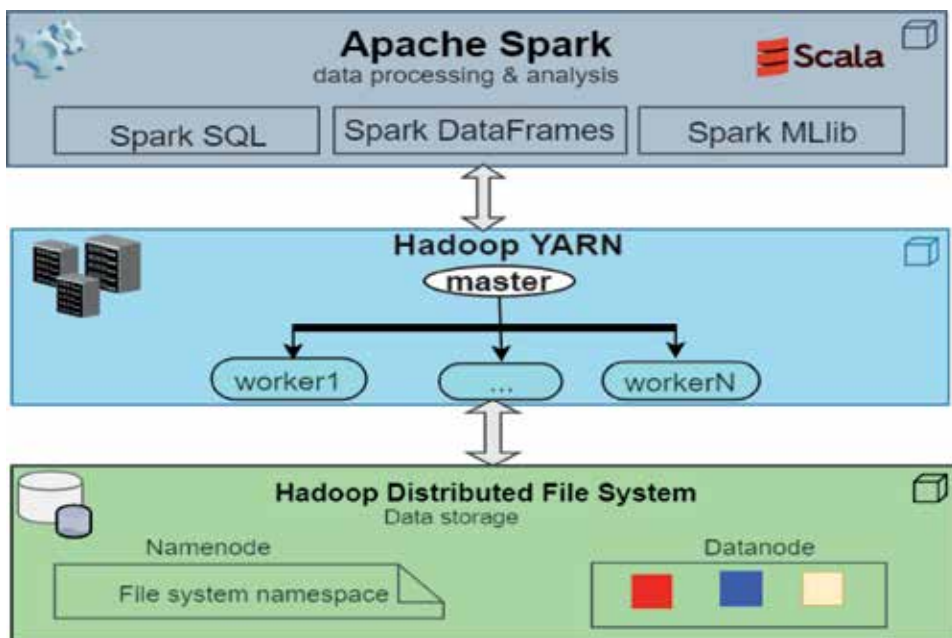 Apache Spark
data processing & analysis
Scala
Spark SQL
Spark DataFrames
Spark MLlib
Hadoop YARN
master
worker1
...
workerN
Hadoop Distributed File System
Data storage
Namenode
Datanode
File system namespace